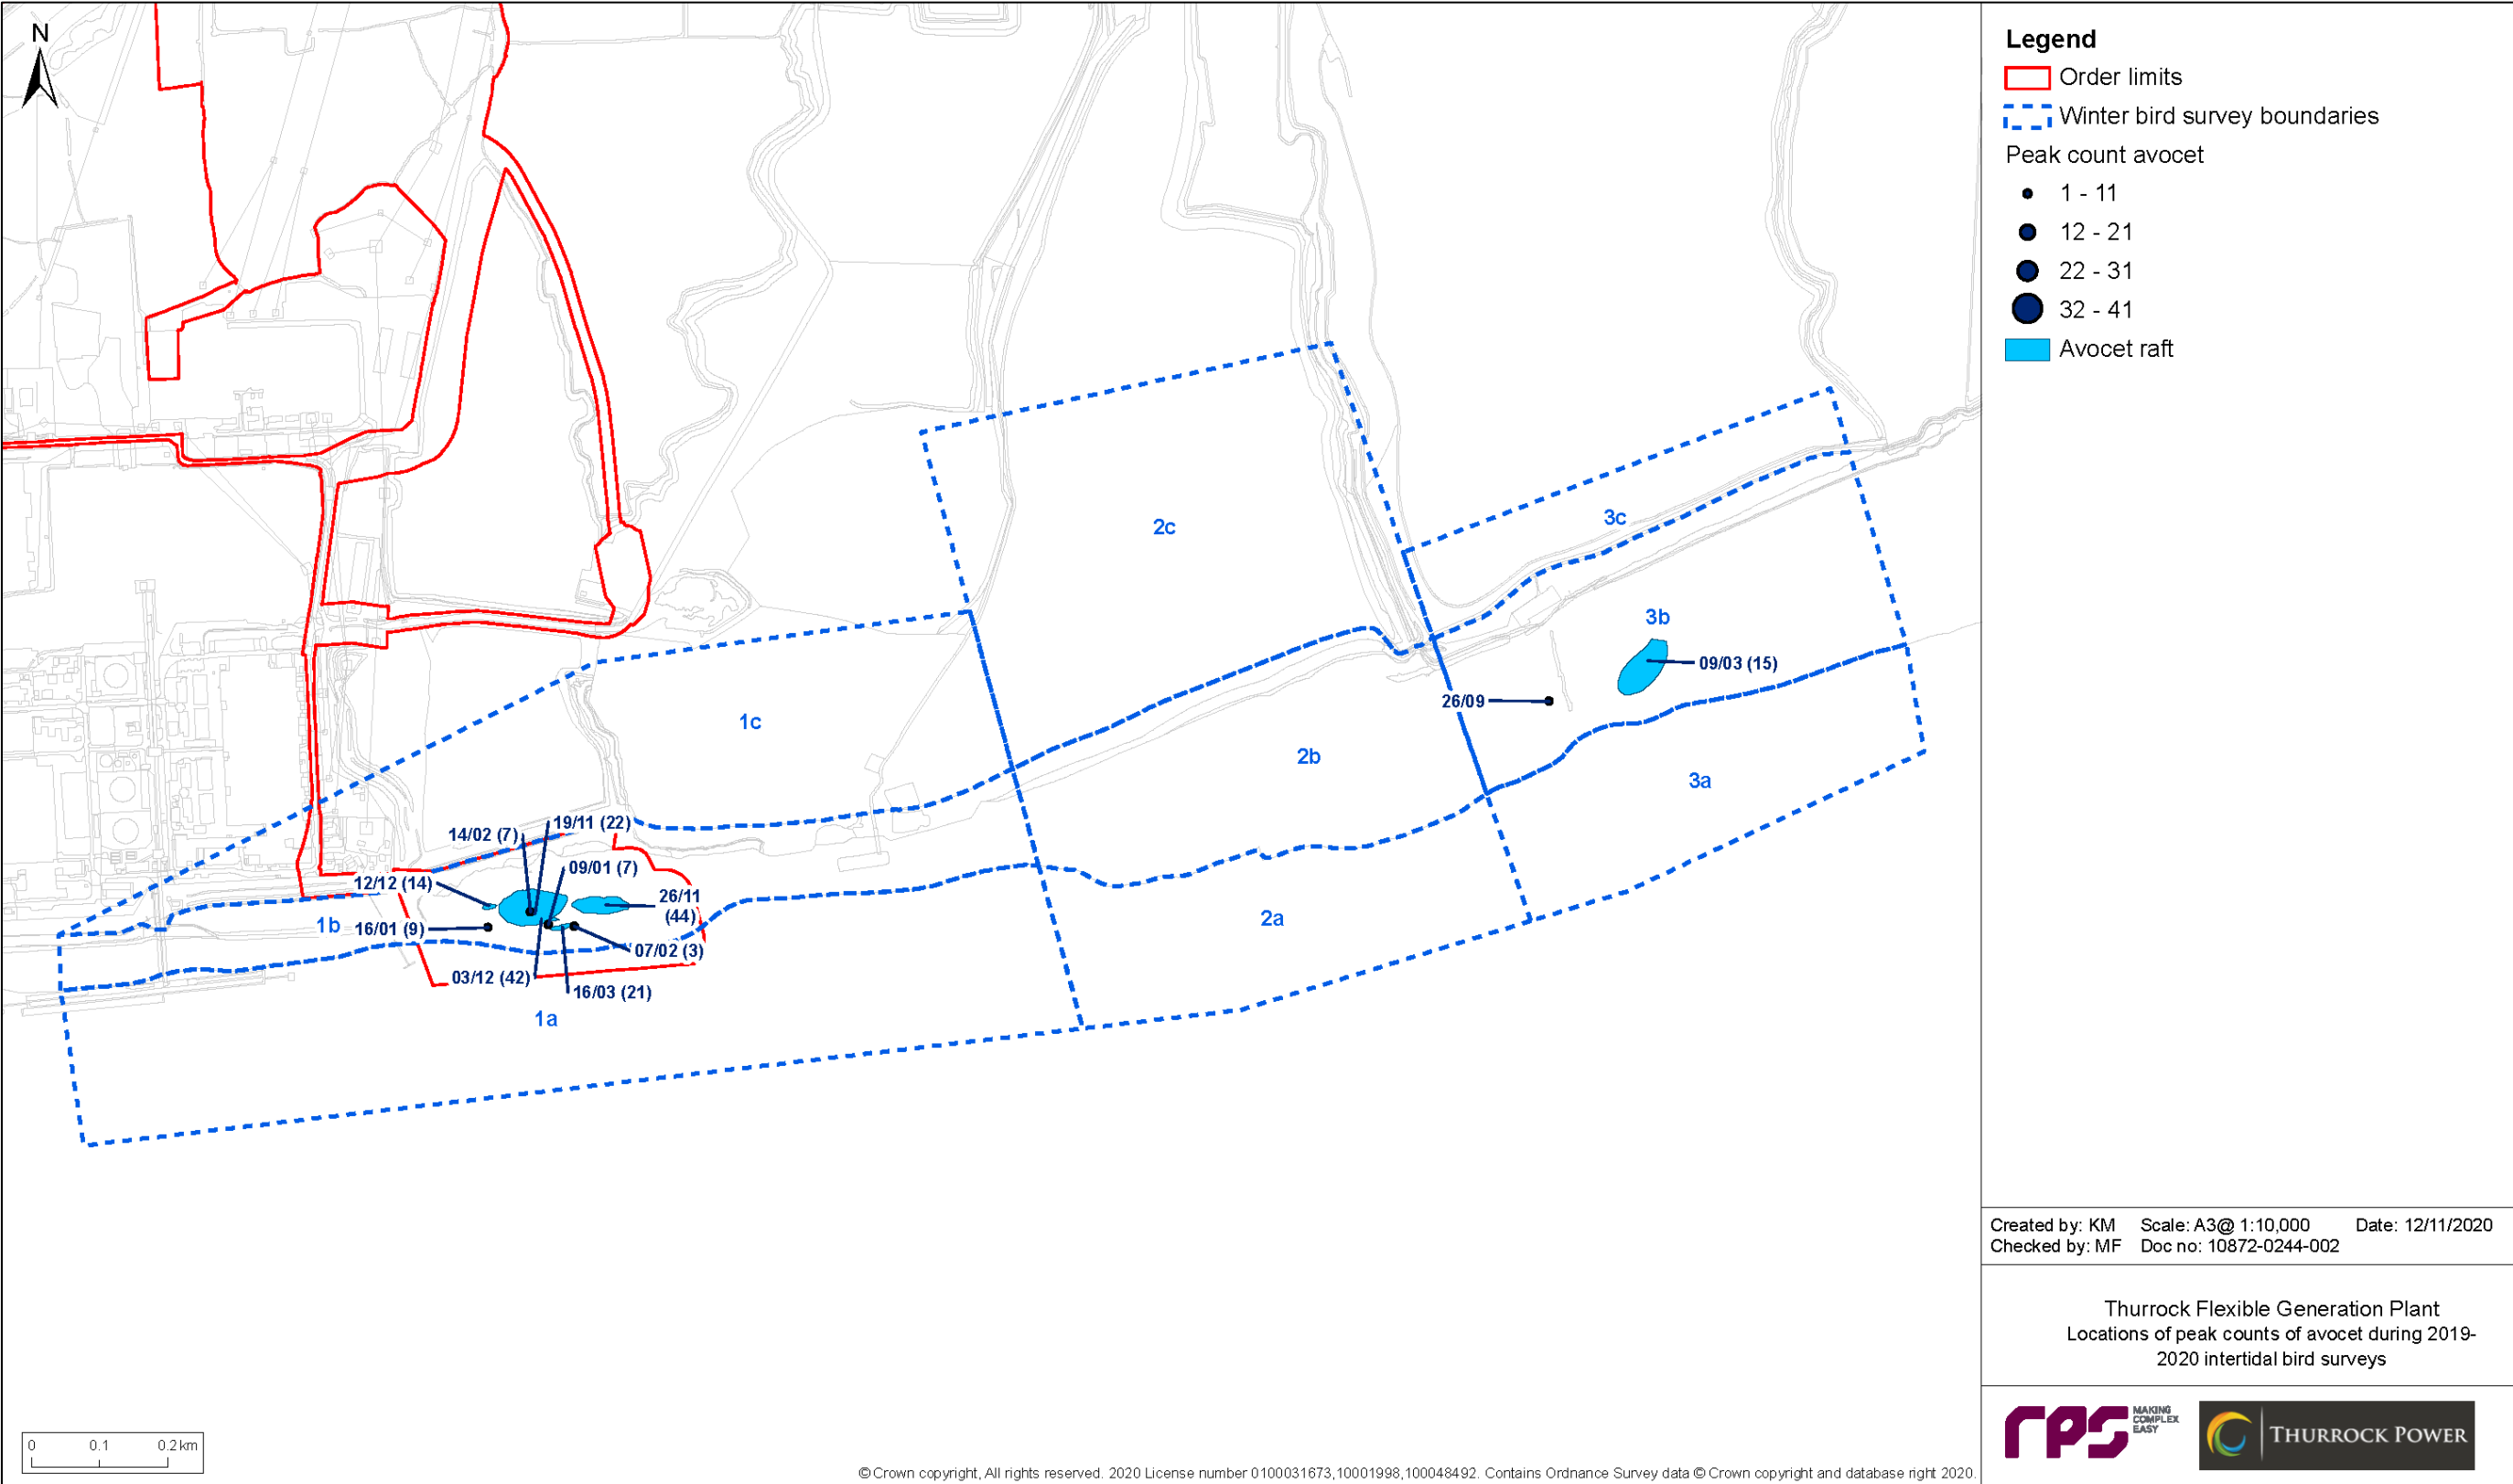 N
Legend
Order limits
Winter bird survey boundaries
Peak count avocet
1 - 11
12 - 21
22 - 31
32 - 41
Avocet raft
2c
3c
3b
09/03 (15)
26/09
1c
2b
3a
19/11 (22)
14/02 (7)
09/01 (7)
12/12 (14)
26/11
(44)
1b
16/01 (9)
2a
07/02 (3)
03/12 (42)
16/03 (21)
1a
Created by: KM Scale: A3@ 1:10,000 Date: 12/11/2020
Checked by: MF Doc no: 10872-0244-002
Thurrock Flexible Generation Plant
Locations of peak counts of avocet during 2019-
2020 intertidal bird surveys
rps MAKING
COMPLEX
EASY
THURROCK POWER
0 0.1 0.2 km
© Crown copyright, All rights reserved. 2020 License number 0100031673,10001998,100048492. Contains Ordnance Survey data © Crown copyright and database right 2020.